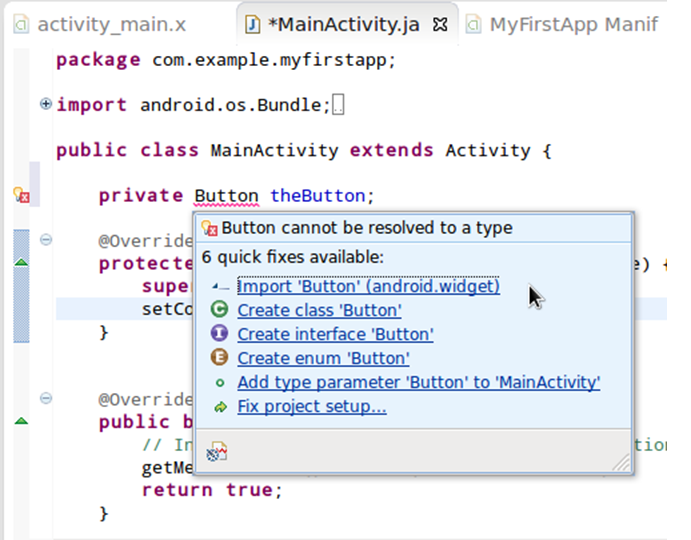 activity_main.x *MainActivity.ja MyFirstApp Manif
package com.example.myfirstapp;
import android.os.Bundle;
public class MainActivity extends Activity {
private Button theButton;
Button cannot be resolved to a type
@Override
6 quick fixes available:
protecte e) {
super Import 'Button' (android.widget)
setCo Create class 'Button'
} Create interface 'Button'
Create enum 'Button'
Add type parameter 'Button' to 'MainActivity'
@Override
Fix project setup...
public b
// In tio
getMe
return true;
}